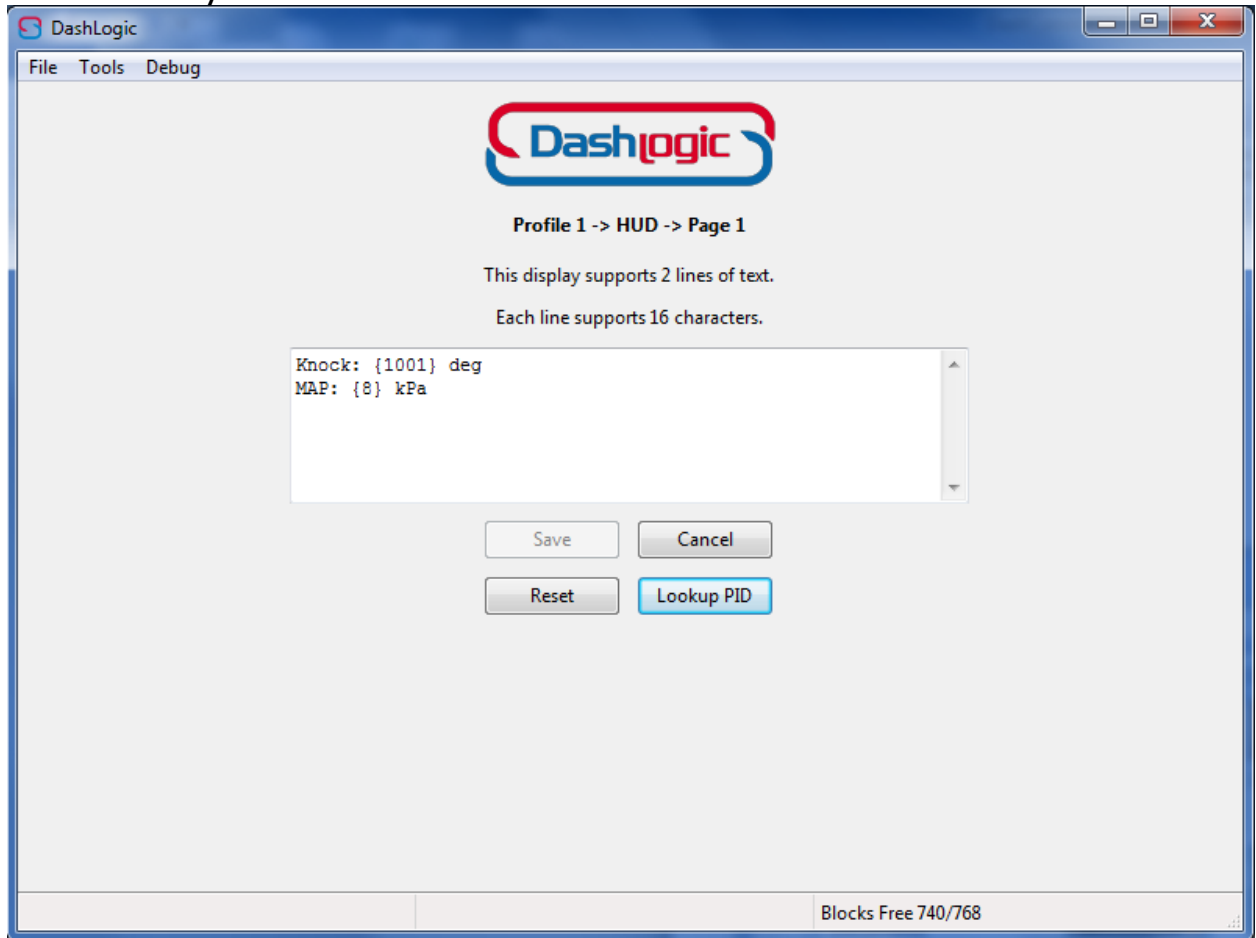 DashLogic
File Tools Debug
Dashlogic
Profile 1 -> HUD -> Page 1
This display supports 2 lines of text.
Each line supports 16 characters.
Knock: {1001} deg
MAP: {8} kPa
Save Cancel
Reset Lookup PID
Blocks Free 740/768